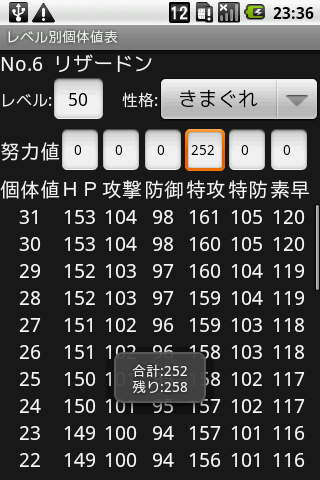 12 23:36
レベル別個体値表
No.6 リザードン
レベル: 50 性格: きまぐれ
努力値 0 0 0 252 0 0
個体値 HP 攻撃 防御 特攻 特防 素早
31 153 104 98 161 105 120
30 153 104 98 160 105 120
29 152 103 97 160 104 119
28 152 103 97 159 104 119
27 151 102 96 159 103 118
26 151 102 96 158 103 118
合計:252
残り:258
25 150 158 102 117
24 150 101 95 157 102 117
23 149 100 94 157 101 116
22 149 100 94 156 101 116